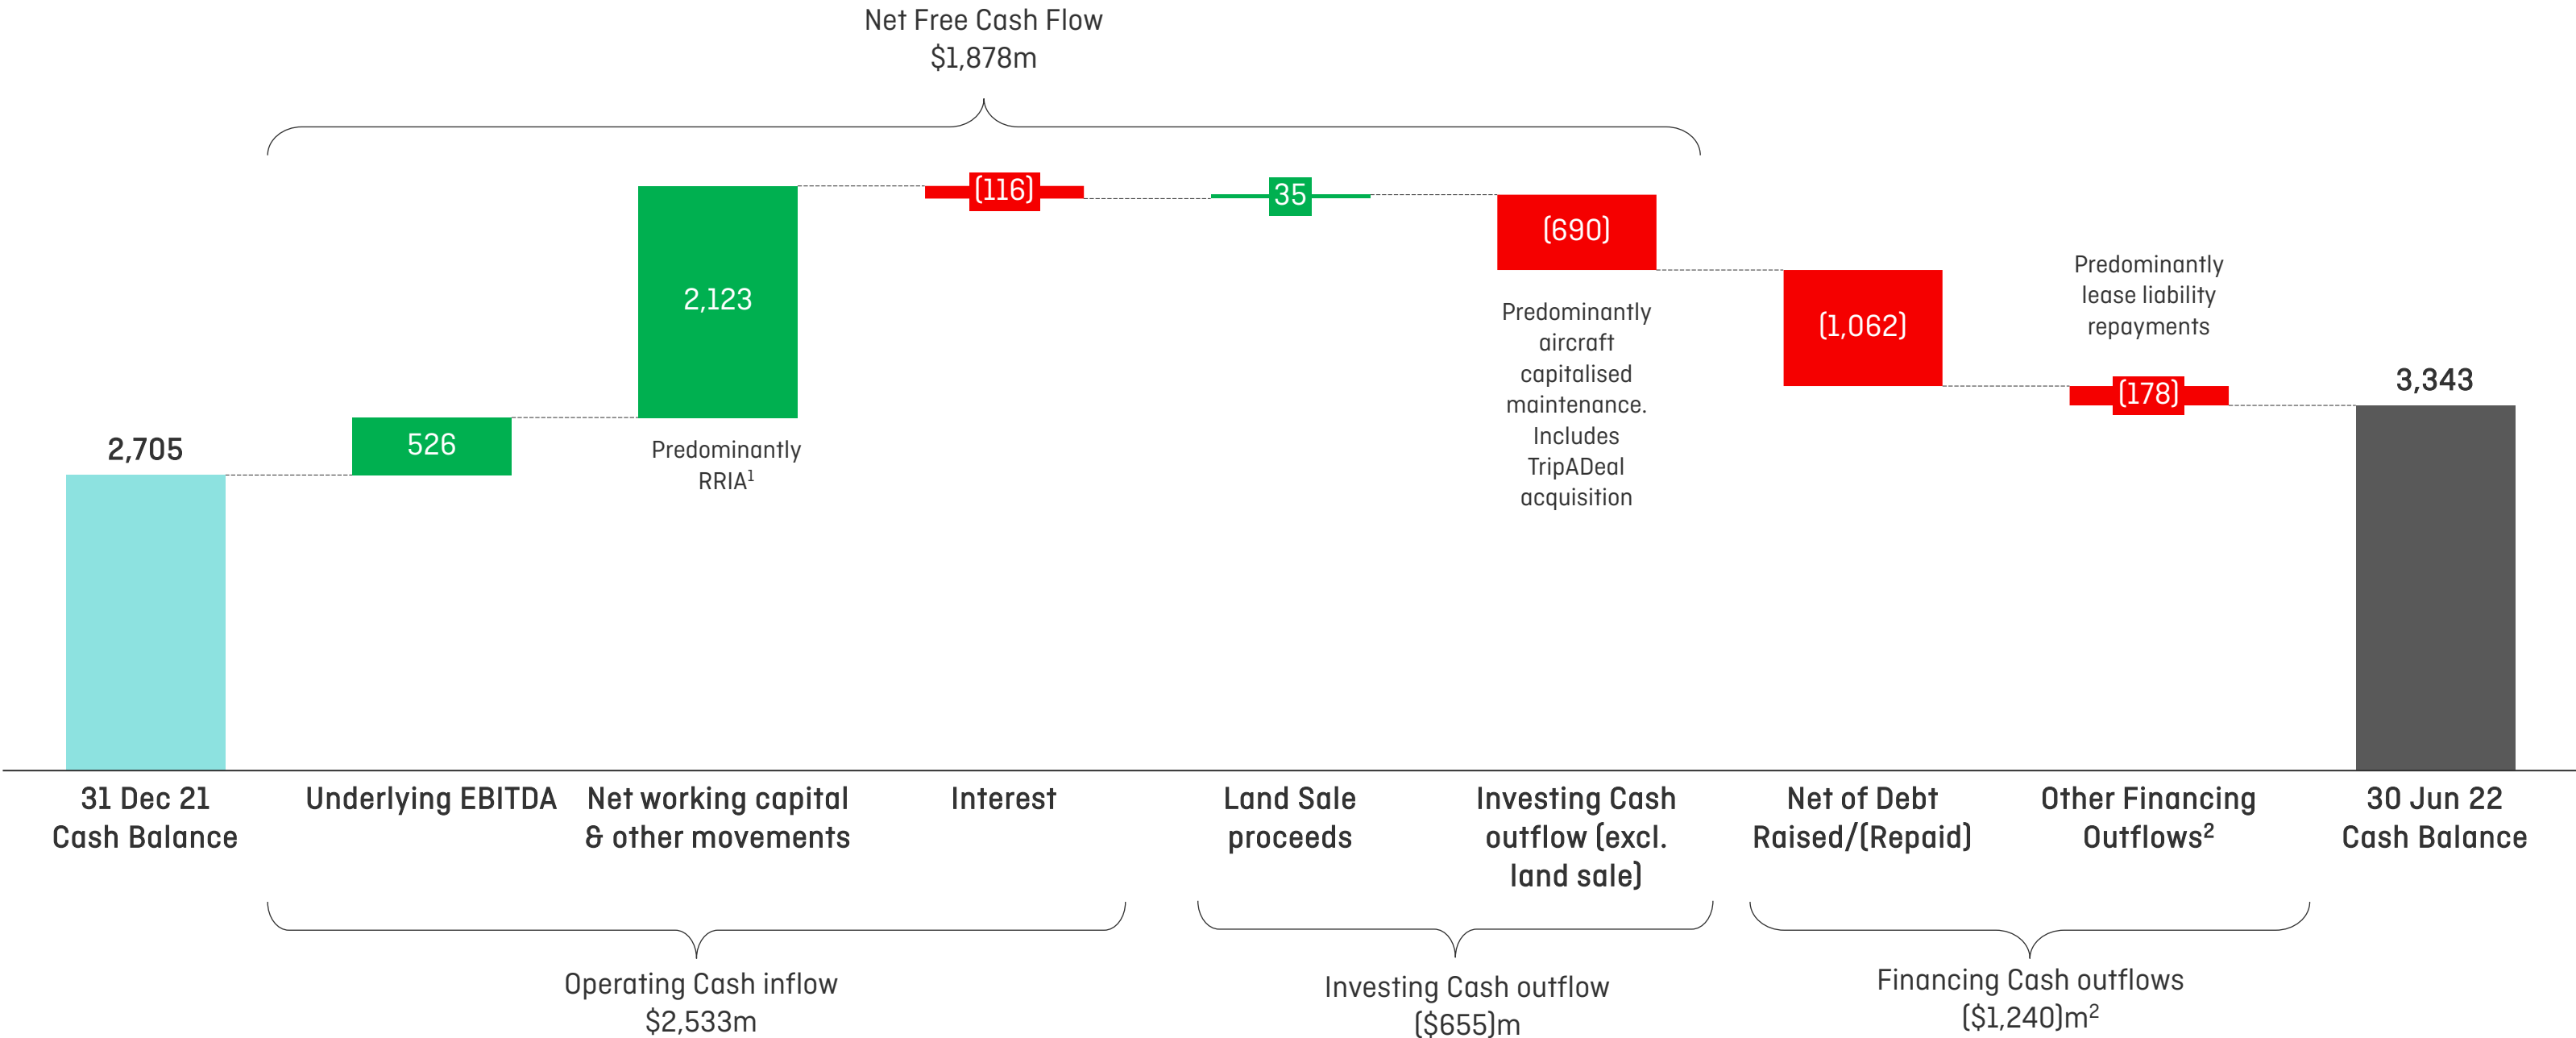 Net Free Cash Flow
$1,878m
2,705
526
2,123
Predominantly
RRIA¹
(116)
35
(690)
Predominantly
aircraft
capitalised
maintenance.
Includes
TripADeal
acquisition
(1,062)
Predominantly
lease liability
repayments
(178)
3,343
31 Dec 21
Cash Balance
Underlying EBITDA
Net working capital
& other movements
Interest
Land Sale
proceeds
Investing Cash
outflow (excl.
land sale)
Net of Debt
Raised/(Repaid)
Other Financing
Outflows²
30 Jun 22
Cash Balance
Operating Cash inflow
$2,533m
Investing Cash outflow
($655)m
Financing Cash outflows
($1,240)m²